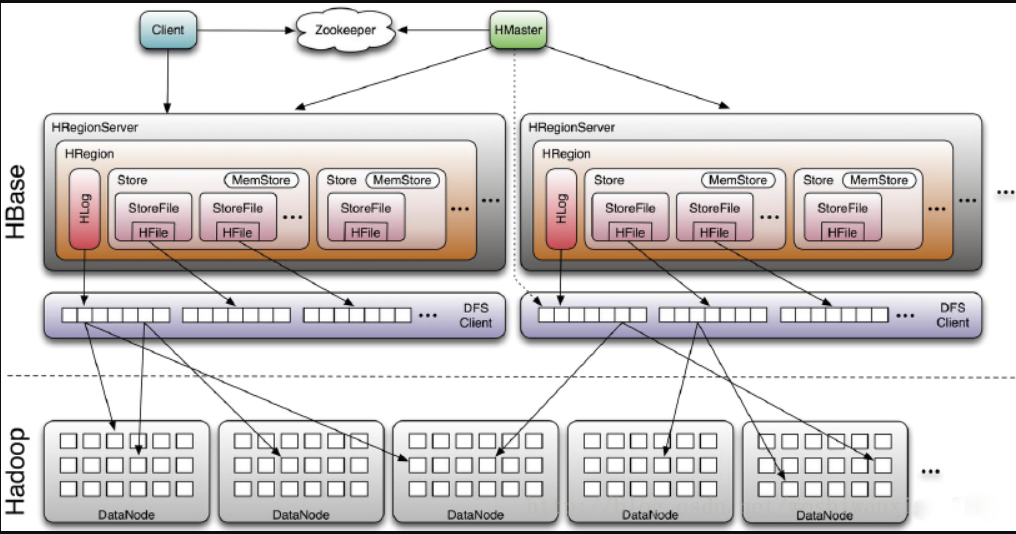 Client
Zookeeper
HMaster
HBase
HRegionServer
HRegion
HLog
Store
MemStore
StoreFile
HFile
StoreFile
HFile
...
Store
MemStore
StoreFile
HFile
...
...
HRegionServer
HRegion
HLog
Store
MemStore
StoreFile
HFile
StoreFile
HFile
...
Store
MemStore
StoreFile
HFile
...
...
...
...
DFS
Client
...
DFS
Client
Hadoop
DataNode
DataNode
DataNode
DataNode
DataNode
...